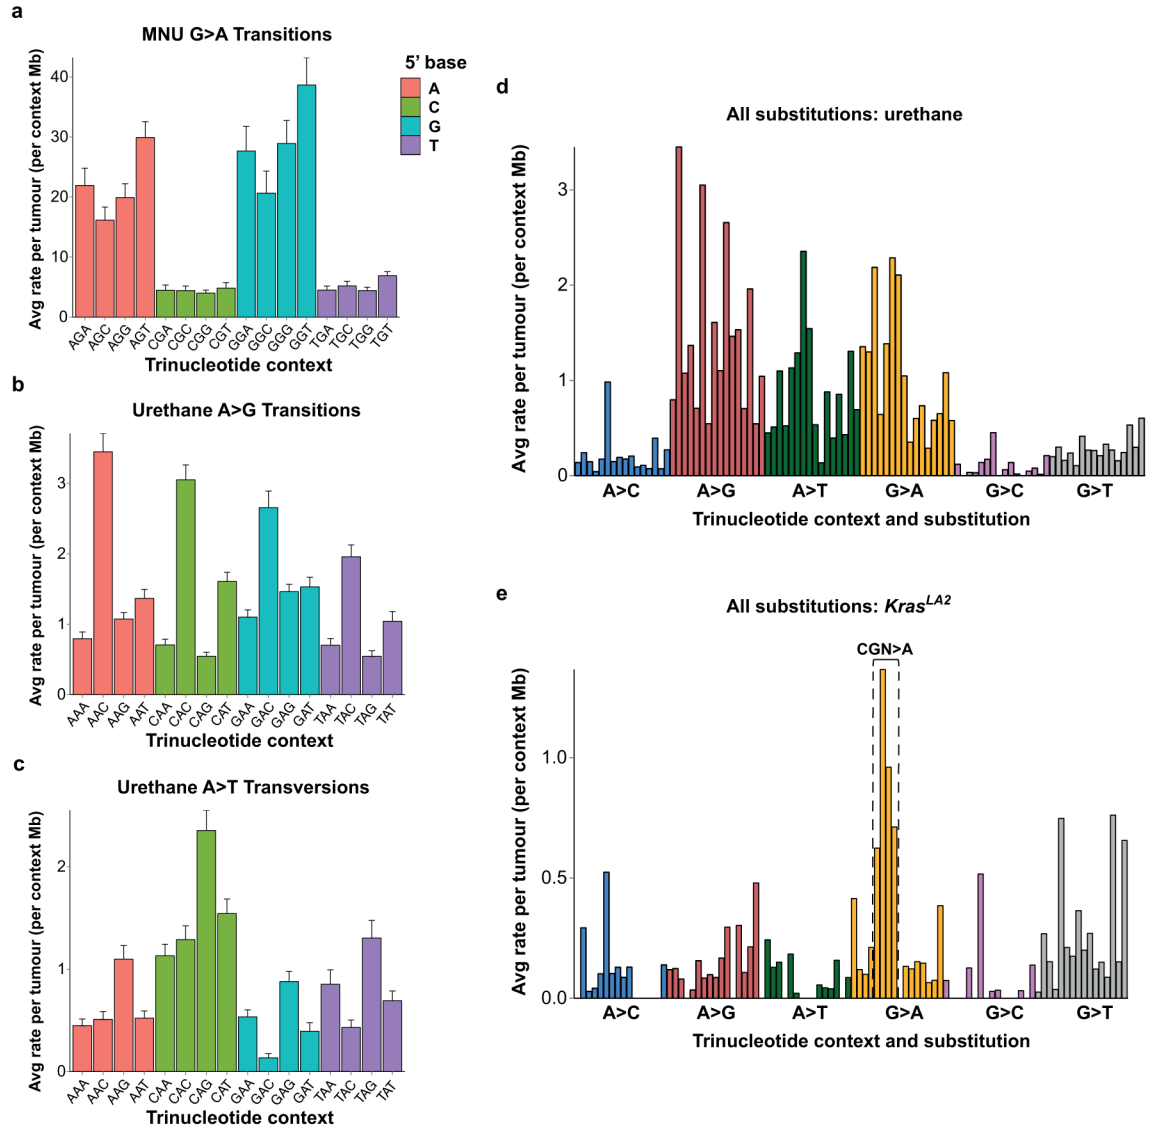 a
MNU G>A Transitions
Avg rate per tumour (per context Mb)
40
30
20
10
0
AGA AGC AGG AGT CGA CGC CGG CGT GGA GGC GGG GGT TGA TGC TGG TGT
Trinucleotide context
5' base
A
C
G
T
b
Urethane A>G Transitions
Avg rate per tumour (per context Mb)
3
2
1
0
AAA AAC AAG AAT CAA CAC CAG CAT GAA GAC GAG GAT TAA TAC TAG TAT
Trinucleotide context
c
Urethane A>T Transversions
Avg rate per tumour (per context Mb)
2
1
0
AAA AAC AAG AAT CAA CAC CAG CAT GAA GAC GAG GAT TAA TAC TAG TAT
Trinucleotide context
d
All substitutions: urethane
Avg rate per tumour (per context Mb)
3
2
1
0
A>C A>G A>T G>A G>C G>T
Trinucleotide context and substitution
e
All substitutions: KrasLA2
CGN>A
Avg rate per tumour (per context Mb)
1.0
0.5
0.0
A>C A>G A>T G>A G>C G>T
Trinucleotide context and substitution